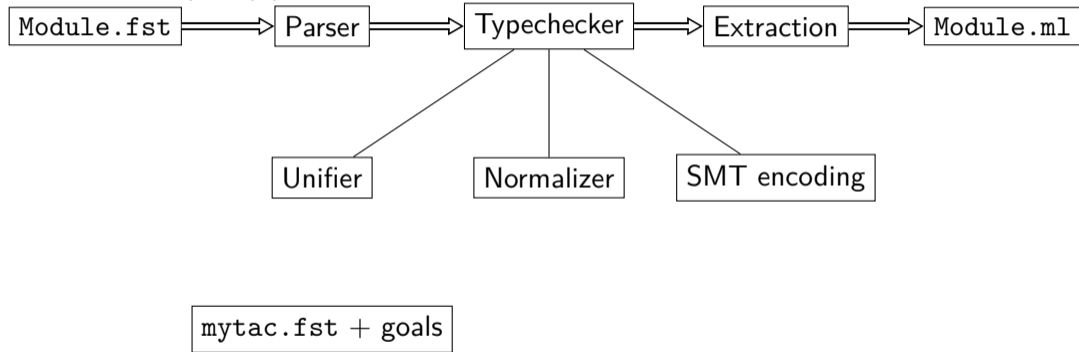 Module.fst Parser Typechecker Extraction Module.ml
Unifier Normalizer SMT encoding
mytac.fst + goals